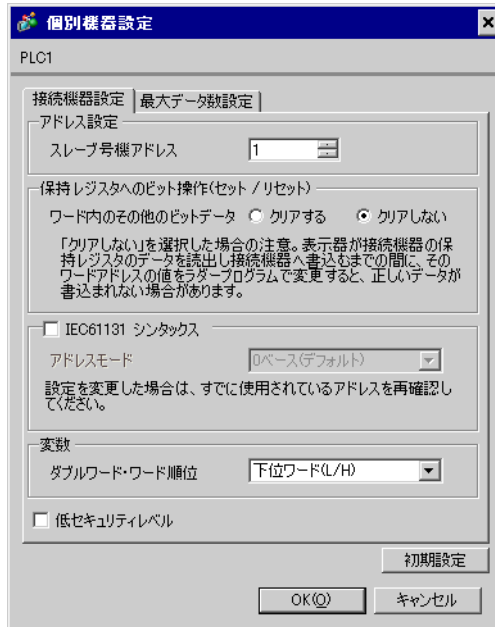 個別機器設定
PLC1
接続機器設定 最大データ数設定
アドレス設定
スレーブ号機アドレス 1
保持レジスタへのビット操作(セット / リセット)
ワード内のその他のビットデータ クリアする クリアしない
「クリアしない」を選択した場合の注意。表示器が接続機器の保
持レジスタのデータを読出し接続機器へ書込むまでの間に、その
ワードアドレスの値をラダープログラムで変更すると、正しいデータが
書込まれない場合があります。
IEC61131 シンタックス
アドレスモード 0ベース(デフォルト)
設定を変更した場合は、すでに使用されているアドレスを再確認し
てください。
変数
ダブルワード・ワード順位 下位ワード(L/H)
低セキュリティレベル
初期設定
OK(O) キャンセル